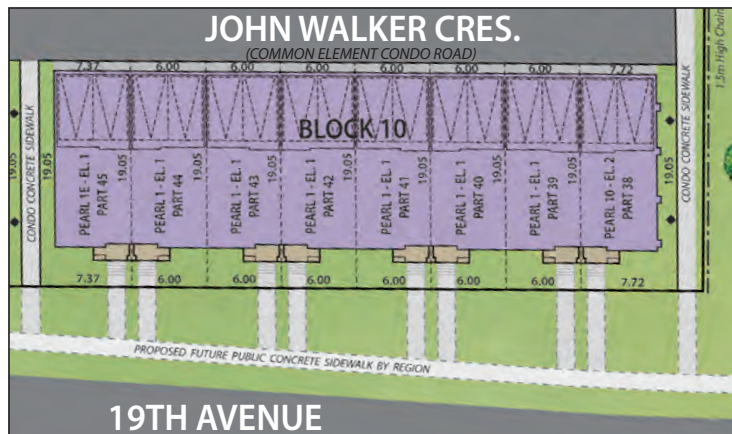 JOHN WALKER CRES.
(COMMON ELEMENT CONDO ROAD)
7.37 6.00 6.00 6.00 6.00 6.00 6.00 7.72
1.5m High Chain
BLOCK 10
CONDO CONCRETE SIDEWALK
19.05
19.05
PEARL 1E - EL. 1
PART 45
19.05
PEARL 1 - EL. 1
PART 44
19.05
PEARL 1 - EL. 1
PART 43
19.05
PEARL 1 - EL. 1
PART 42
19.05
PEARL 1 - EL. 1
PART 41
19.05
PEARL 1 - EL. 1
PART 40
19.05
PEARL 1 - EL. 1
PART 39
19.05
PEARL 10 - EL. 2
PART 38
19.05
CONDO CONCRETE SIDEWALK
7.37 6.00 6.00 6.00 6.00 6.00 6.00 7.72
PROPOSED FUTURE PUBLIC CONCRETE SIDEWALK BY REGION
19TH AVENUE